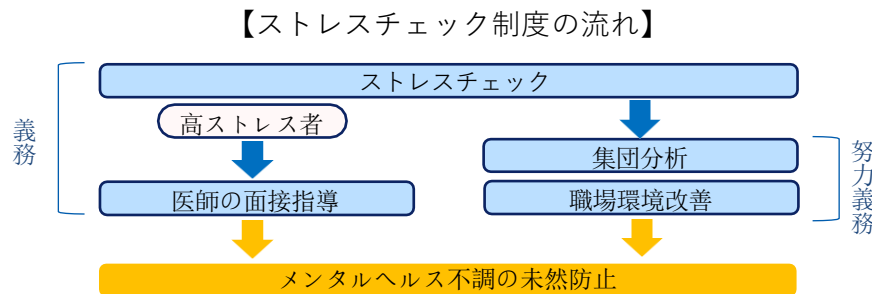 【ストレスチェック制度の流れ】
ストレスチェック
義務
高ストレス者
医師の面接指導
集団分析
職場環境改善
努力義務
メンタルヘルス不調の未然防止